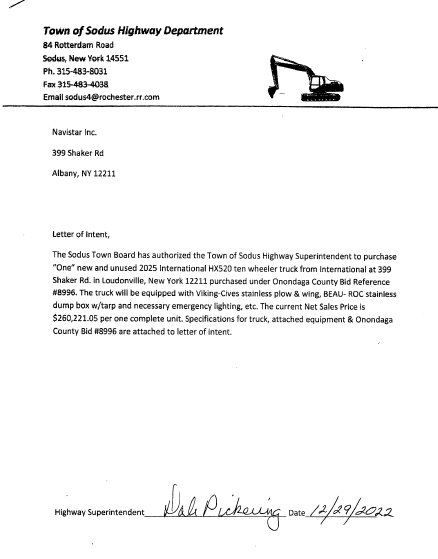 Town of Sodus Highway Department
84 Rotterdam Road
Sodus, New York 14551
Ph. 315-483-8031
Fax 315-483-4038
Email sodus4@rochester.rr.com
Navistar Inc.
399 Shaker Rd
Albany, NY 12211
Letter of Intent,
The Sodus Town Board has authorized the Town of Sodus Highway Superintendent to purchase
"One" new and unused 2025 International HX520 ten wheeler truck from International at 399
Shaker Rd. in Loudonville, New York 12211 purchased under Onondaga County Bid Reference
#8996. The truck will be equipped with Viking-Cives stainless plow & wing, BEAU- ROC stainless
dump box w/tarp and necessary emergency lighting, etc. The current Net Sales Price is
$260,221.05 per one complete unit. Specifications for truck, attached equipment & Onondaga
County Bid #8996 are attached to letter of intent.
Highway Superintendent Dale Pickering Date 12/29/2022